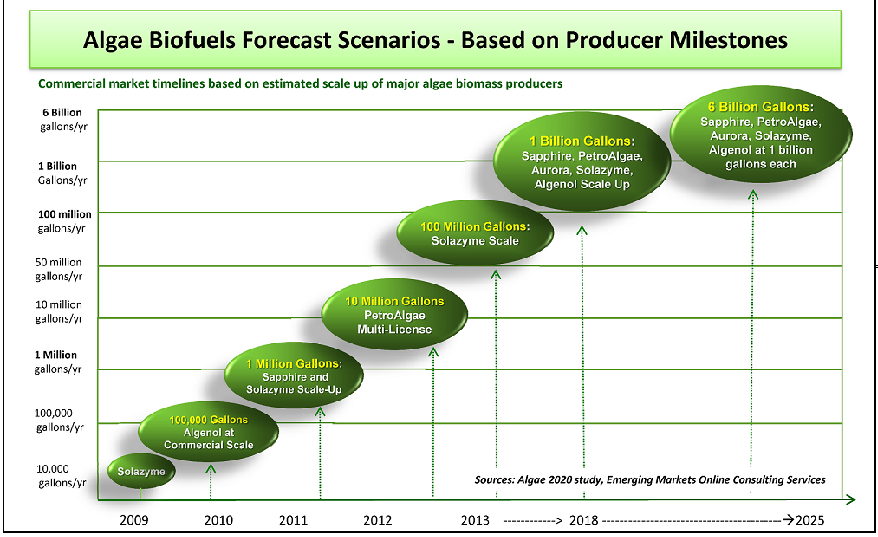 Algae Biofuels Forecast Scenarios - Based on Producer Milestones
Commercial market timelines based on estimated scale up of major algae biomass producers
6 Billion
gallons/yr
1 Billion
Gallons/yr
100 million
gallons/yr
50 million
gallons/yr
10 million
gallons/yr
1 Million
gallons/yr
100,000
gallons/yr
10,000
gallons/yr
6 Billion Gallons:
Sapphire, PetroAlgae,
Aurora, Solazyme,
Algenol at 1 billion
gallons each
1 Billion Gallons:
Sapphire, PetroAlgae,
Aurora, Solazyme,
Algenol Scale Up
100 Million Gallons:
Solazyme Scale
10 Million Gallons
PetroAlgae
Multi-License
1 Million Gallons:
Sapphire and
Solazyme Scale-Up
100,000 Gallons
Algenol at
Commercial Scale
Solazyme
Sources: Algae 2020 study, Emerging Markets Online Consulting Services
2009 2010 2011 2012 2013 2018 2025